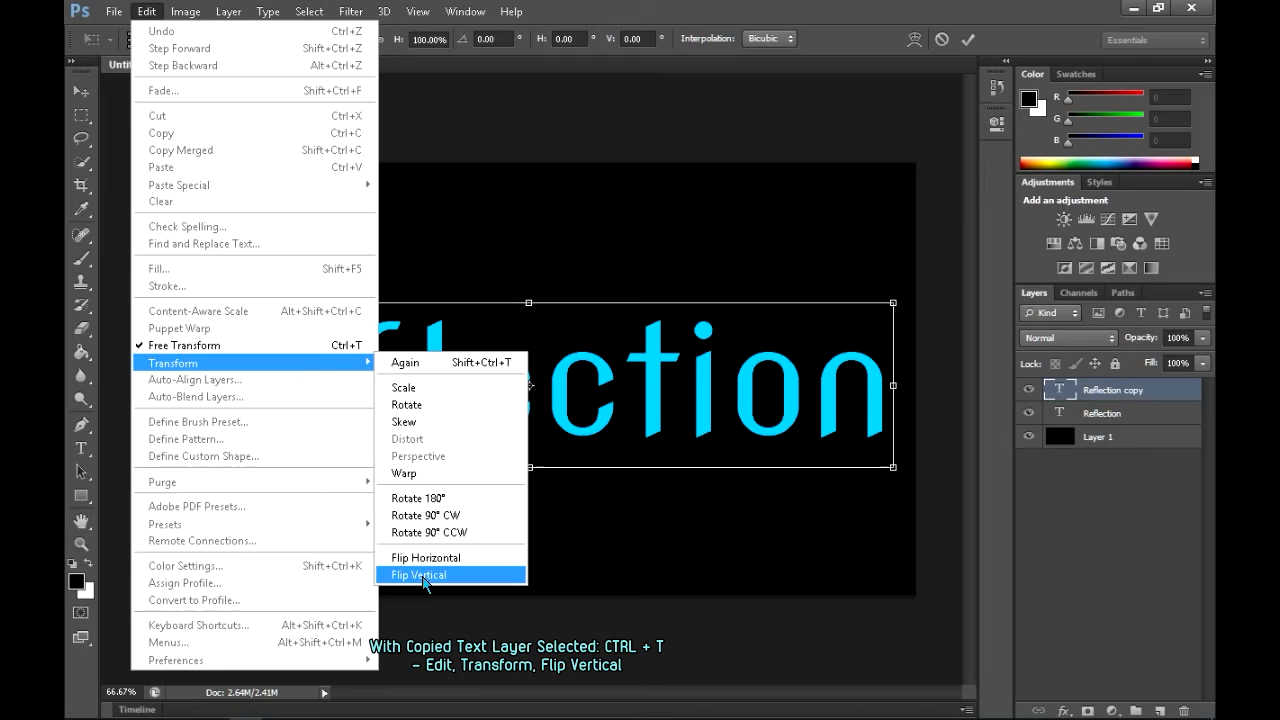 Ps File Edit Image Layer Type Select Filter 3D View Window Help
H: 100.00% 0.00 ° H: 0.00 ° V: 0.00 ° Interpolation: Bicubic Essentials
Undo Ctrl+Z
Step Forward Shift+Ctrl+Z
Step Backward Alt+Ctrl+Z
Fade... Shift+Ctrl+F
Cut Ctrl+X
Copy Ctrl+C
Copy Merged Shift+Ctrl+C
Paste Ctrl+V
Paste Special
Clear
Check Spelling...
Find and Replace Text...
Fill... Shift+F5
Stroke...
Content-Aware Scale Alt+Shift+Ctrl+C
Puppet Warp
Free Transform Ctrl+T
Transform
Auto-Align Layers...
Auto-Blend Layers...
Define Brush Preset...
Define Pattern...
Define Custom Shape...
Purge
Adobe PDF Presets...
Presets
Remote Connections...
Color Settings... Shift+Ctrl+K
Assign Profile...
Convert to Profile...
Keyboard Shortcuts... Alt+Shift+Ctrl+K
Menus... Alt+Shift+Ctrl+M
Preferences
Again Shift+Ctrl+T
Scale
Rotate
Skew
Distort
Perspective
Warp
Rotate 180°
Rotate 90° CW
Rotate 90° CCW
Flip Horizontal
Flip Vertical
ction
With Copied Text Layer Selected: CTRL + T
- Edit, Transform, Flip Vertical
66.67% Doc: 2.64M/2.41M
Timeline
Color Swatches
R 0
G 0
B 0
Adjustments Styles
Add an adjustment
Layers Channels Paths
Kind
Normal Opacity: 100%
Lock: Fill: 100%
T Reflection copy
T Reflection
Layer 1